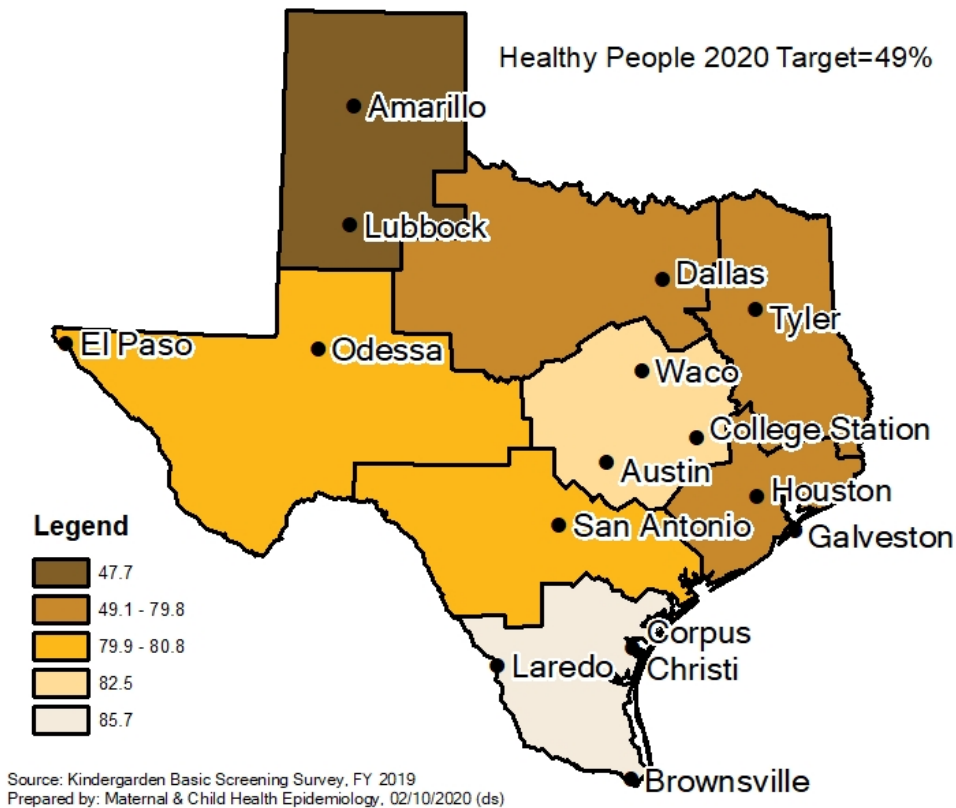 Healthy People 2020 Target=49%
Amarillo
Lubbock
Dallas
Tyler
El Paso
Odessa
Waco
College Station
Austin
Houston
San Antonio
Galveston
Corpus
Christi
Laredo
Brownsville
Legend
47.7
49.1 - 79.8
79.9 - 80.8
82.5
85.7
Source: Kindergarden Basic Screening Survey, FY 2019
Prepared by: Maternal & Child Health Epidemiology, 02/10/2020 (ds)